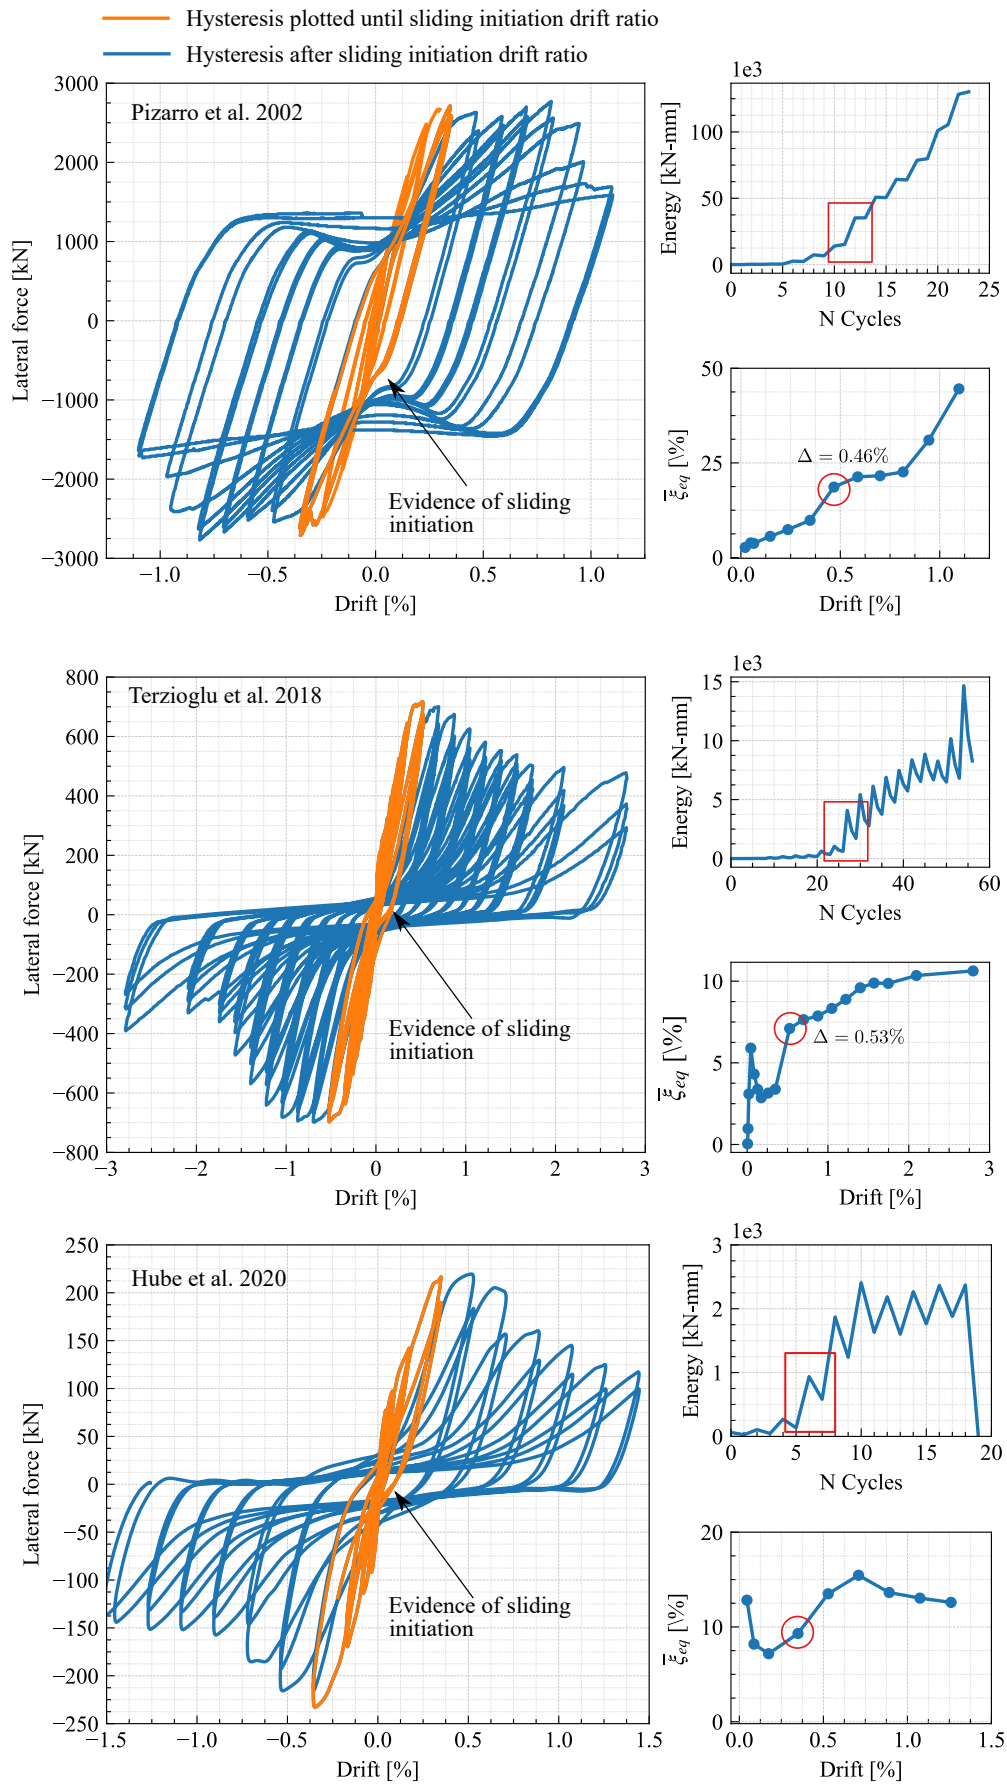 Hysteresis plotted until sliding initiation drift ratio
Hysteresis after sliding initiation drift ratio
Pizarro et al. 2002
3000
2000
1000
0
−1000
−2000
−3000
Lateral force [kN]
−1.0
−0.5
0.0
0.5
1.0
Drift [%]
Evidence of sliding
initiation
1e3
100
50
0
Energy [kN-mm]
0
5
10
15
20
25
N Cycles
50
25
0
ξeq [\%]
Δ = 0.46%
0.0
0.5
1.0
Drift [%]
Terzioglu et al. 2018
800
600
400
200
0
−200
−400
−600
−800
Lateral force [kN]
−3
−2
−1
0
1
2
3
Drift [%]
Evidence of sliding
initiation
1e3
15
10
5
0
Energy [kN-mm]
0
20
40
60
N Cycles
10
5
0
ξeq [\%]
Δ = 0.53%
0
1
2
3
Drift [%]
Hube et al. 2020
250
200
150
100
50
0
−50
−100
−150
−200
−250
Lateral force [kN]
−1.5
−1.0
−0.5
0.0
0.5
1.0
1.5
Drift [%]
Evidence of sliding
initiation
1e3
3
2
1
0
Energy [kN-mm]
0
5
10
15
20
N Cycles
20
10
0
ξeq [\%]
0.0
0.5
1.0
1.5
Drift [%]